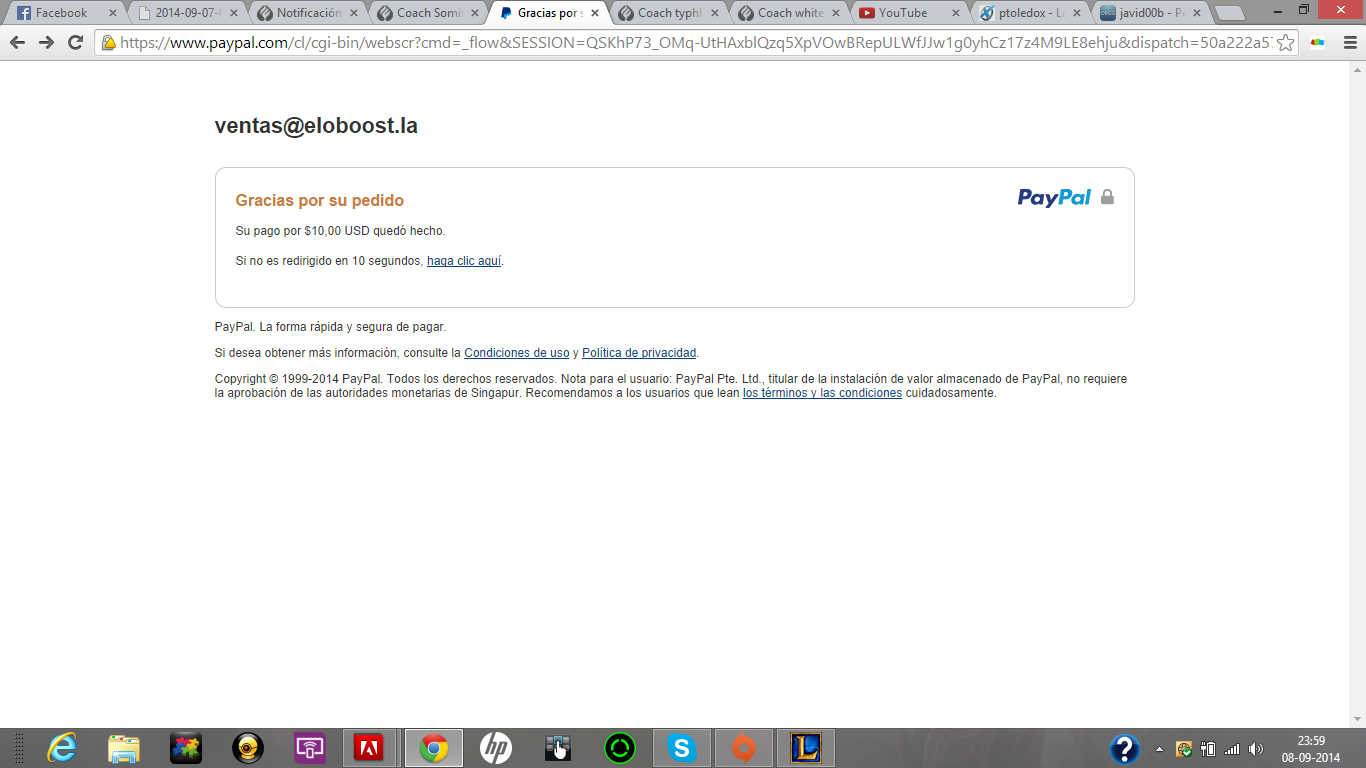 Facebook
2014-09-07-
Notificación
Coach Somi
Gracias por s
Coach typhl
Coach white
YouTube
ptoledox - L
javid00b - P
https://www.paypal.com/cl/cgi-bin/webscr?cmd=_flow&SESSION=QSKhP73_OMq-UtHAxblQzq5XpVOwBRepULWfJJw1g0yhCz17z4M9LE8ehju&dispatch=50a222a57
ventas@eloboost.la
Gracias por su pedido
PayPal
Su pago por $10,00 USD quedó hecho.
Si no es redirigido en 10 segundos, haga clic aquí.
PayPal. La forma rápida y segura de pagar.
Si desea obtener más información, consulte la Condiciones de uso y Política de privacidad.
Copyright © 1999-2014 PayPal. Todos los derechos reservados. Nota para el usuario: PayPal Pte. Ltd., titular de la instalación de valor almacenado de PayPal, no requiere
la aprobación de las autoridades monetarias de Singapur. Recomendamos a los usuarios que lean los términos y las condiciones cuidadosamente.
23:59
08-09-2014